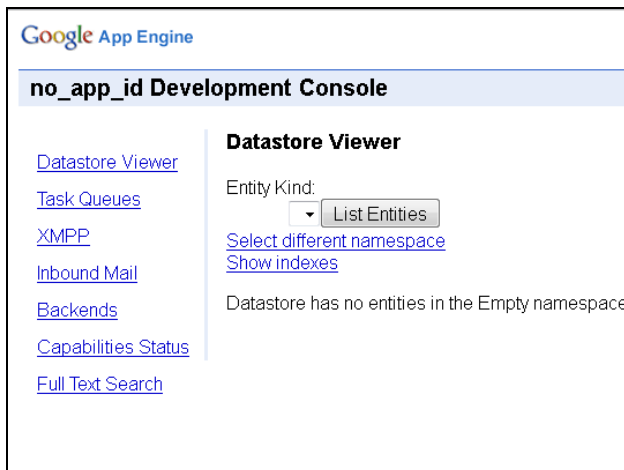 Google App Engine
no_app_id Development Console
Datastore Viewer
Task Queues
XMPP
Inbound Mail
Backends
Capabilities Status
Full Text Search
Datastore Viewer
Entity Kind:
List Entities
Select different namespace
Show indexes
Datastore has no entities in the Empty namespace